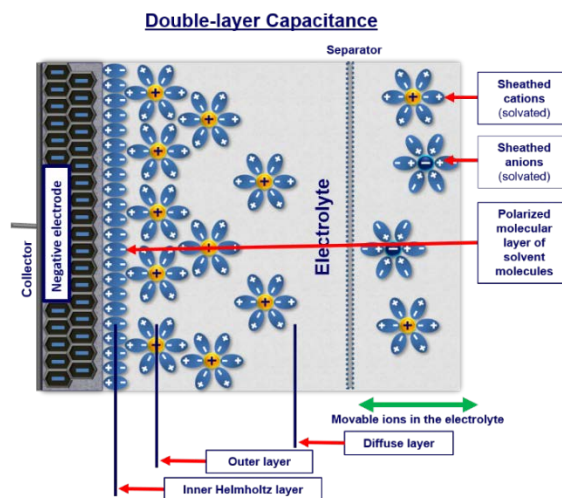 Double-layer Capacitance
Separator
Sheathed
cations
(solvated)
Sheathed
anions
(solvated)
Polarized
molecular
layer of
solvent
molecules
Collector
Negative electrode
Electrolyte
Movable ions in the electrolyte
Diffuse layer
Outer layer
Inner Helmholtz layer